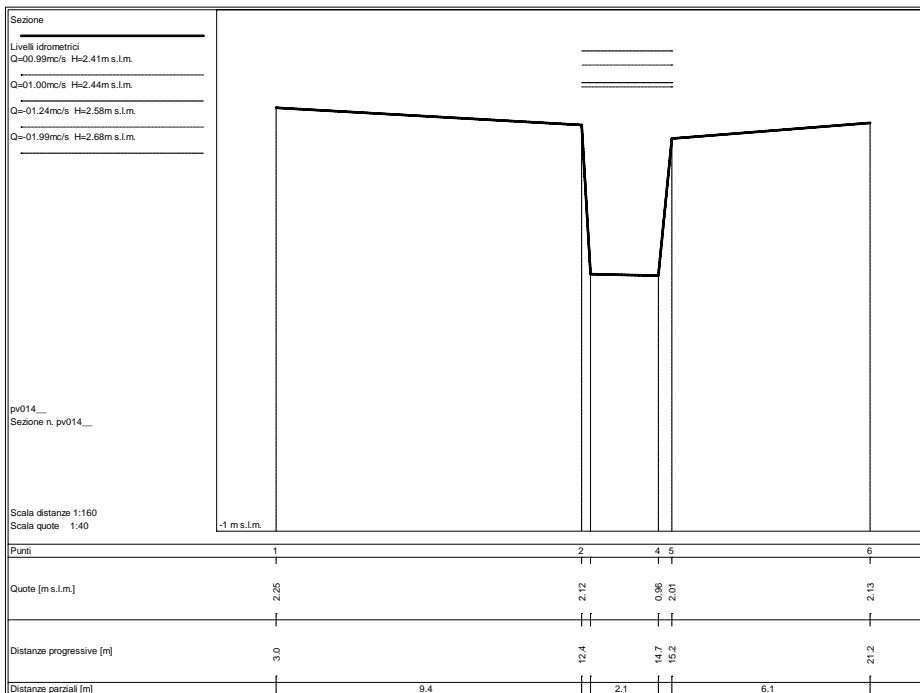 Sezione
Livelli idrometrici
Q=00.99mc/s H=2.41m s.l.m.
Q=01.00mc/s H=2.44m s.l.m.
Q=-01.24mc/s H=2.58m s.l.m.
Q=-01.99mc/s H=2.68m s.l.m.
pv014__
Sezione n. pv014__
Scala distanze 1:160
Scala quote 1:40
-1 m s.l.m.
Punti 1 2 4 5 6
Quote [m s.l.m.] 2.25 2.12 0.96 2.01 2.13
Distanze progressive [m] 3.0 12.4 14.7 15.2 21.2
Distanze parziali [m] 9.4 2.1 6.1